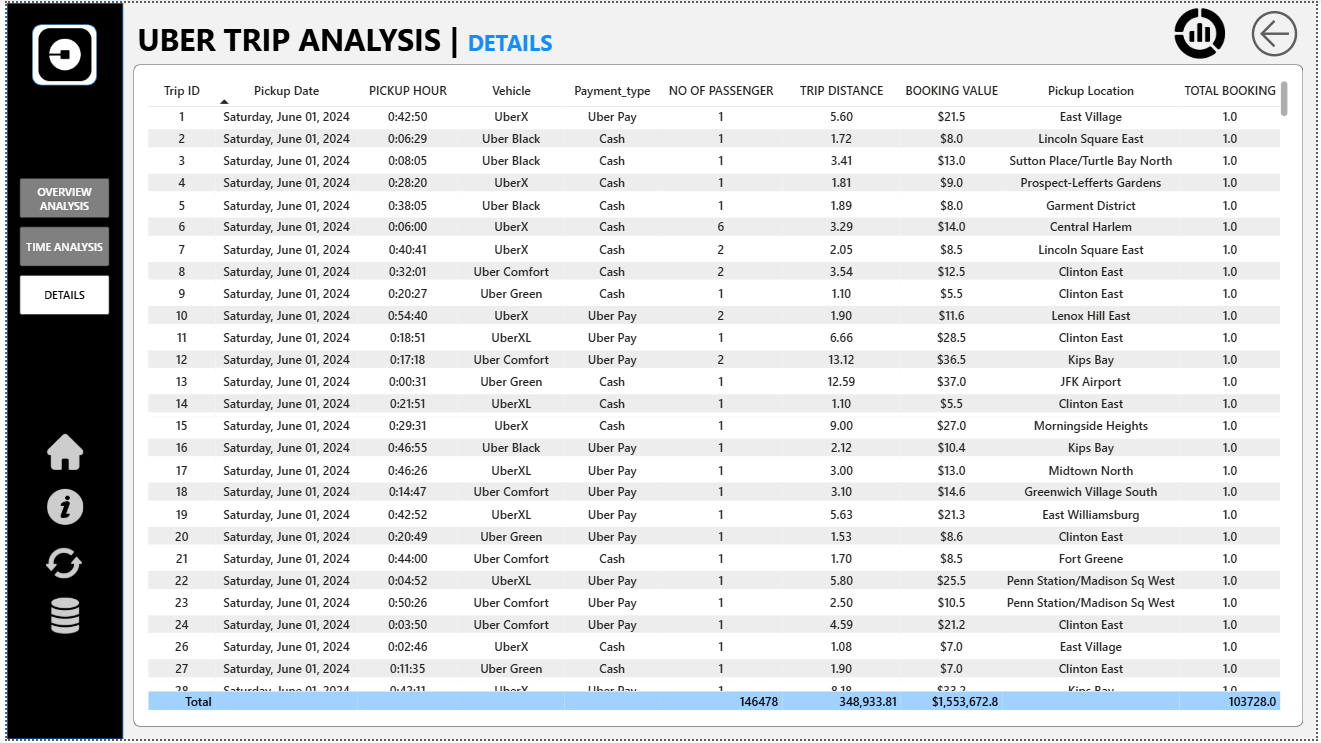 UBER TRIP ANALYSIS | DETAILS
OVERVIEW
ANALYSIS
TIME ANALYSIS
DETAILS
Trip ID Pickup Date PICKUP HOUR Vehicle Payment_type NO OF PASSENGER TRIP DISTANCE BOOKING VALUE Pickup Location TOTAL BOOKING
1 Saturday, June 01, 2024 0:42:50 UberX Uber Pay 1 5.60 $21.5 East Village 1.0
2 Saturday, June 01, 2024 0:06:29 Uber Black Cash 1 1.72 $8.0 Lincoln Square East 1.0
3 Saturday, June 01, 2024 0:08:05 Uber Black Cash 1 3.41 $13.0 Sutton Place/Turtle Bay North 1.0
4 Saturday, June 01, 2024 0:28:20 UberX Cash 1 1.81 $9.0 Prospect-Lefferts Gardens 1.0
5 Saturday, June 01, 2024 0:38:05 Uber Black Cash 1 1.89 $8.0 Garment District 1.0
6 Saturday, June 01, 2024 0:06:00 UberX Cash 6 3.29 $14.0 Central Harlem 1.0
7 Saturday, June 01, 2024 0:40:41 UberX Cash 2 2.05 $8.5 Lincoln Square East 1.0
8 Saturday, June 01, 2024 0:32:01 Uber Comfort Cash 2 3.54 $12.5 Clinton East 1.0
9 Saturday, June 01, 2024 0:20:27 Uber Green Cash 1 1.10 $5.5 Clinton East 1.0
10 Saturday, June 01, 2024 0:54:40 UberX Uber Pay 2 1.90 $11.6 Lenox Hill East 1.0
11 Saturday, June 01, 2024 0:18:51 UberXL Uber Pay 1 6.66 $28.5 Clinton East 1.0
12 Saturday, June 01, 2024 0:17:18 Uber Comfort Uber Pay 2 13.12 $36.5 Kips Bay 1.0
13 Saturday, June 01, 2024 0:00:31 Uber Green Cash 1 12.59 $37.0 JFK Airport 1.0
14 Saturday, June 01, 2024 0:21:51 UberXL Cash 1 1.10 $5.5 Clinton East 1.0
15 Saturday, June 01, 2024 0:29:31 UberX Cash 1 9.00 $27.0 Morningside Heights 1.0
16 Saturday, June 01, 2024 0:46:55 Uber Black Uber Pay 1 2.12 $10.4 Kips Bay 1.0
17 Saturday, June 01, 2024 0:46:26 UberXL Uber Pay 1 3.00 $13.0 Midtown North 1.0
18 Saturday, June 01, 2024 0:14:47 Uber Comfort Uber Pay 1 3.10 $14.6 Greenwich Village South 1.0
19 Saturday, June 01, 2024 0:42:52 UberXL Uber Pay 1 5.63 $21.3 East Williamsburg 1.0
20 Saturday, June 01, 2024 0:20:49 Uber Green Uber Pay 1 1.53 $8.6 Clinton East 1.0
21 Saturday, June 01, 2024 0:44:00 Uber Comfort Cash 1 1.70 $8.5 Fort Greene 1.0
22 Saturday, June 01, 2024 0:04:52 UberXL Uber Pay 1 5.80 $25.5 Penn Station/Madison Sq West 1.0
23 Saturday, June 01, 2024 0:50:26 Uber Comfort Uber Pay 1 2.50 $10.5 Penn Station/Madison Sq West 1.0
24 Saturday, June 01, 2024 0:03:50 Uber Comfort Uber Pay 1 4.59 $21.2 Clinton East 1.0
26 Saturday, June 01, 2024 0:02:46 UberX Cash 1 1.08 $7.0 East Village 1.0
27 Saturday, June 01, 2024 0:11:35 Uber Green Cash 1 1.90 $7.0 Clinton East 1.0
28 Saturday, June 01, 2024 0:42:11 UberX Uber Pay 1 8.18 Kips Bay 1.0
Total 146478 348,933.81 $1,553,672.8 103728.0